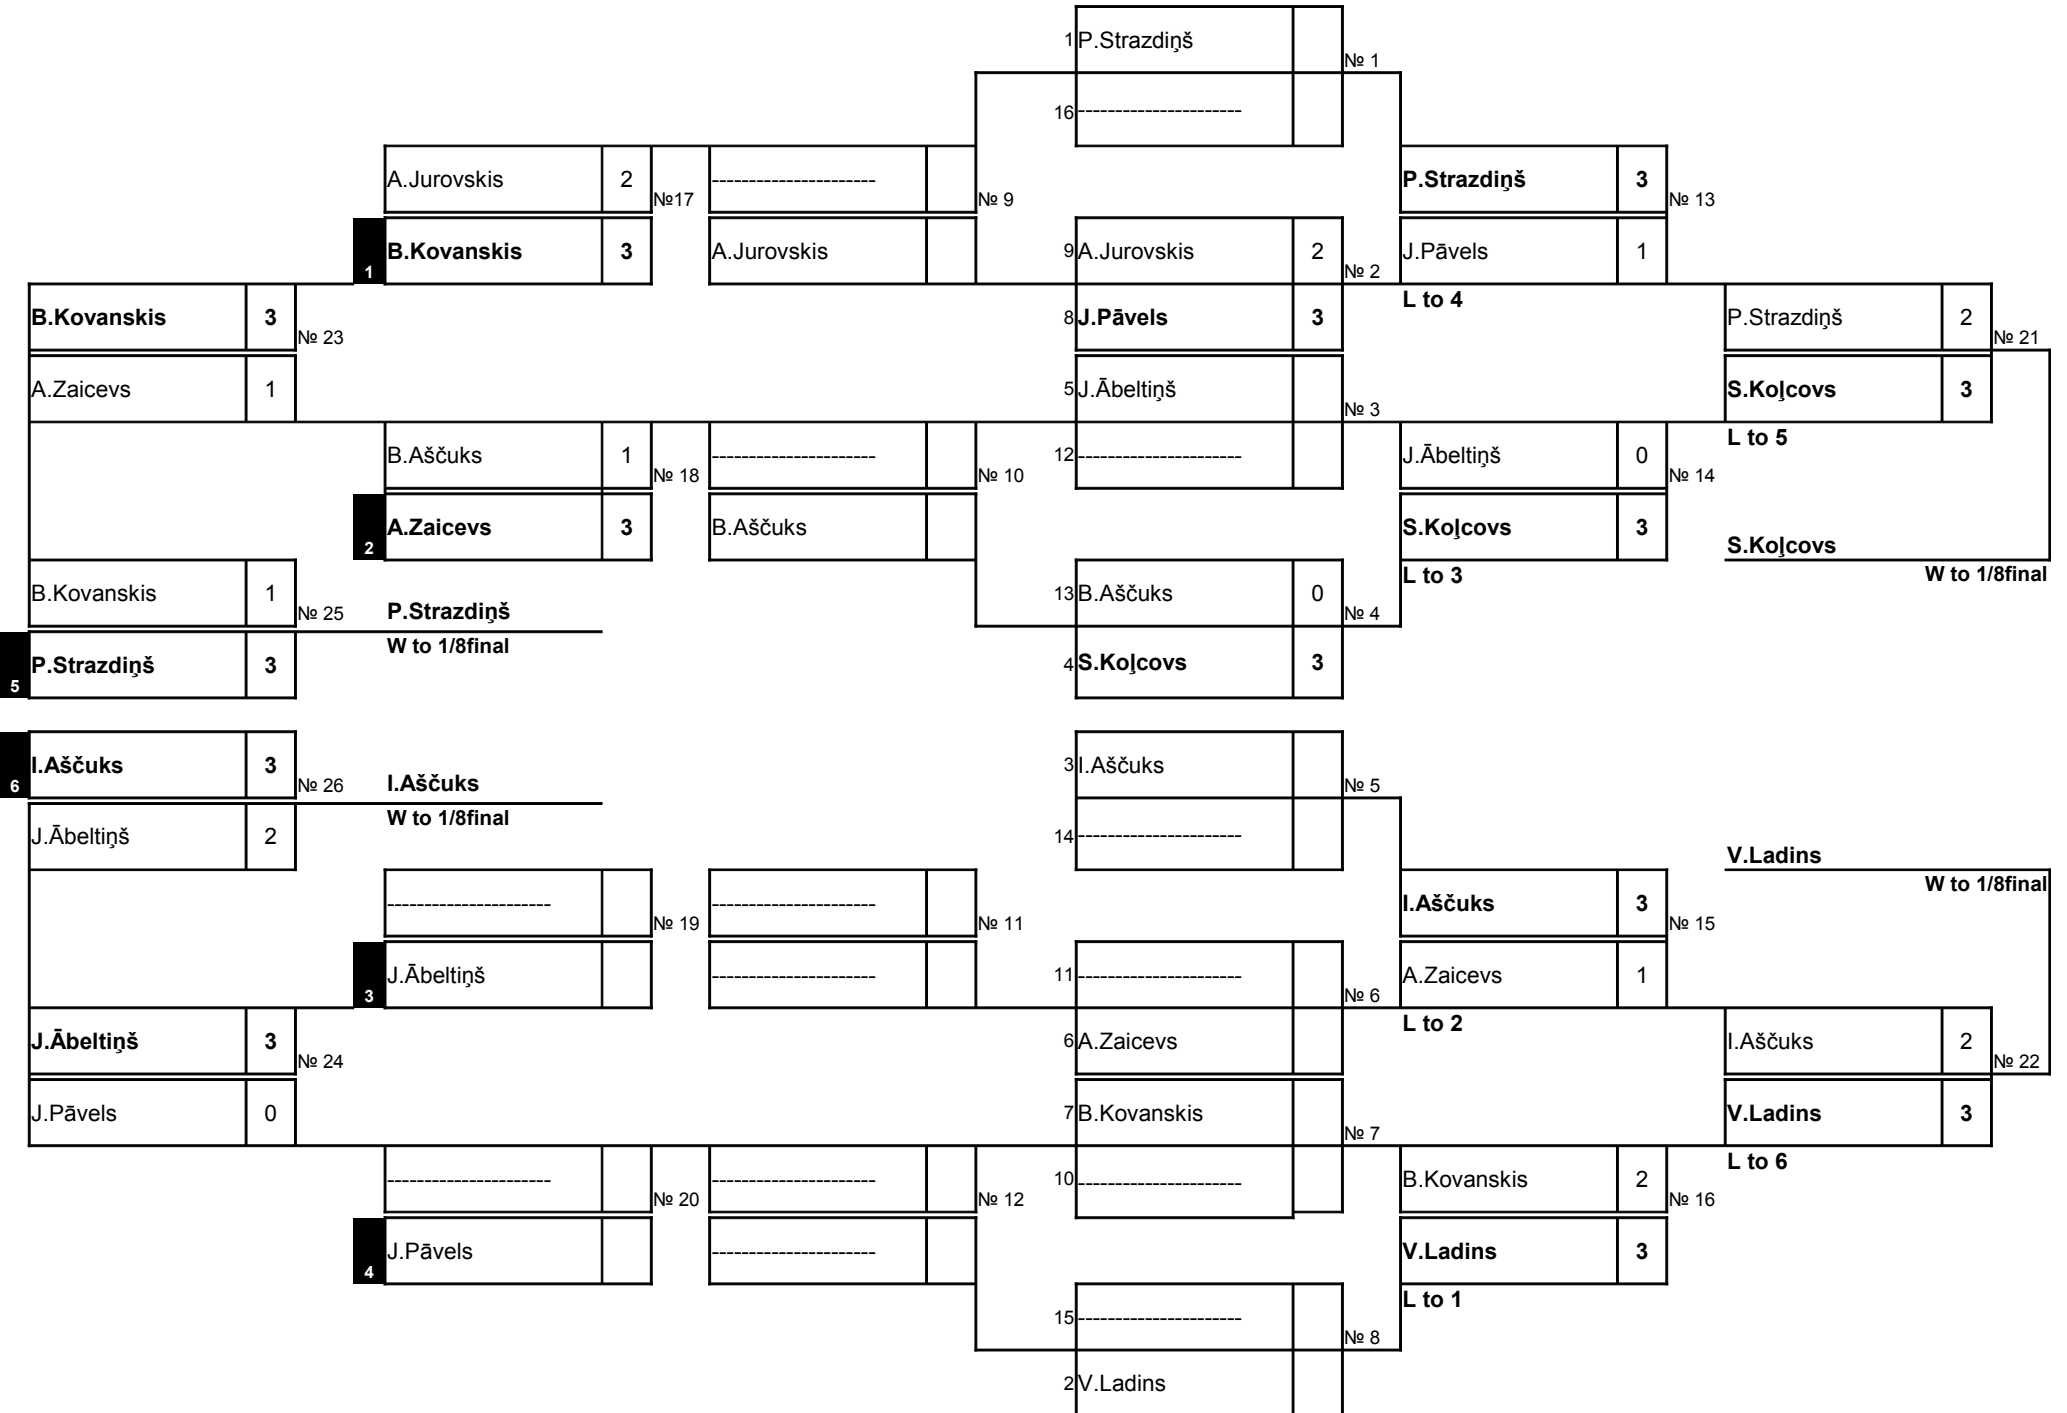 1 P.Strazdiņš
№ 1
16 ----------------------
A.Jurovskis 2 №17 ---------------------- № 9 P.Strazdiņš 3 № 13
1 B.Kovanskis 3 A.Jurovskis 9 A.Jurovskis 2 № 2 J.Pāvels 1
L to 4
B.Kovanskis 3 № 23 8 J.Pāvels 3 P.Strazdiņš 2 № 21
A.Zaicevs 1 5 J.Ābeltiņš № 3 S.Koļcovs 3
L to 5
B.Aščuks 1 № 18 ---------------------- № 10 12 ---------------------- J.Ābeltiņš 0 № 14
2 A.Zaicevs 3 B.Aščuks S.Koļcovs 3 S.Koļcovs
L to 3 W to 1/8final
B.Kovanskis 1 № 25 P.Strazdiņš 13 B.Aščuks 0 № 4
W to 1/8final
5 P.Strazdiņš 3 4 S.Koļcovs 3
6 I.Aščuks 3 № 26 I.Aščuks 3 I.Aščuks № 5
W to 1/8final
J.Ābeltiņš 2 14 ----------------------
V.Ladins
W to 1/8final
---------------------- № 19 ---------------------- № 11 I.Aščuks 3 № 15
3 J.Ābeltiņš ---------------------- 11 ---------------------- № 6 A.Zaicevs 1
L to 2
J.Ābeltiņš 3 № 24 6 A.Zaicevs I.Aščuks 2 № 22
J.Pāvels 0 7 B.Kovanskis № 7 V.Ladins 3
L to 6
---------------------- № 20 ---------------------- № 12 10 ---------------------- B.Kovanskis 2 № 16
4 J.Pāvels ---------------------- V.Ladins 3
L to 1
15 ---------------------- № 8
2 V.Ladins